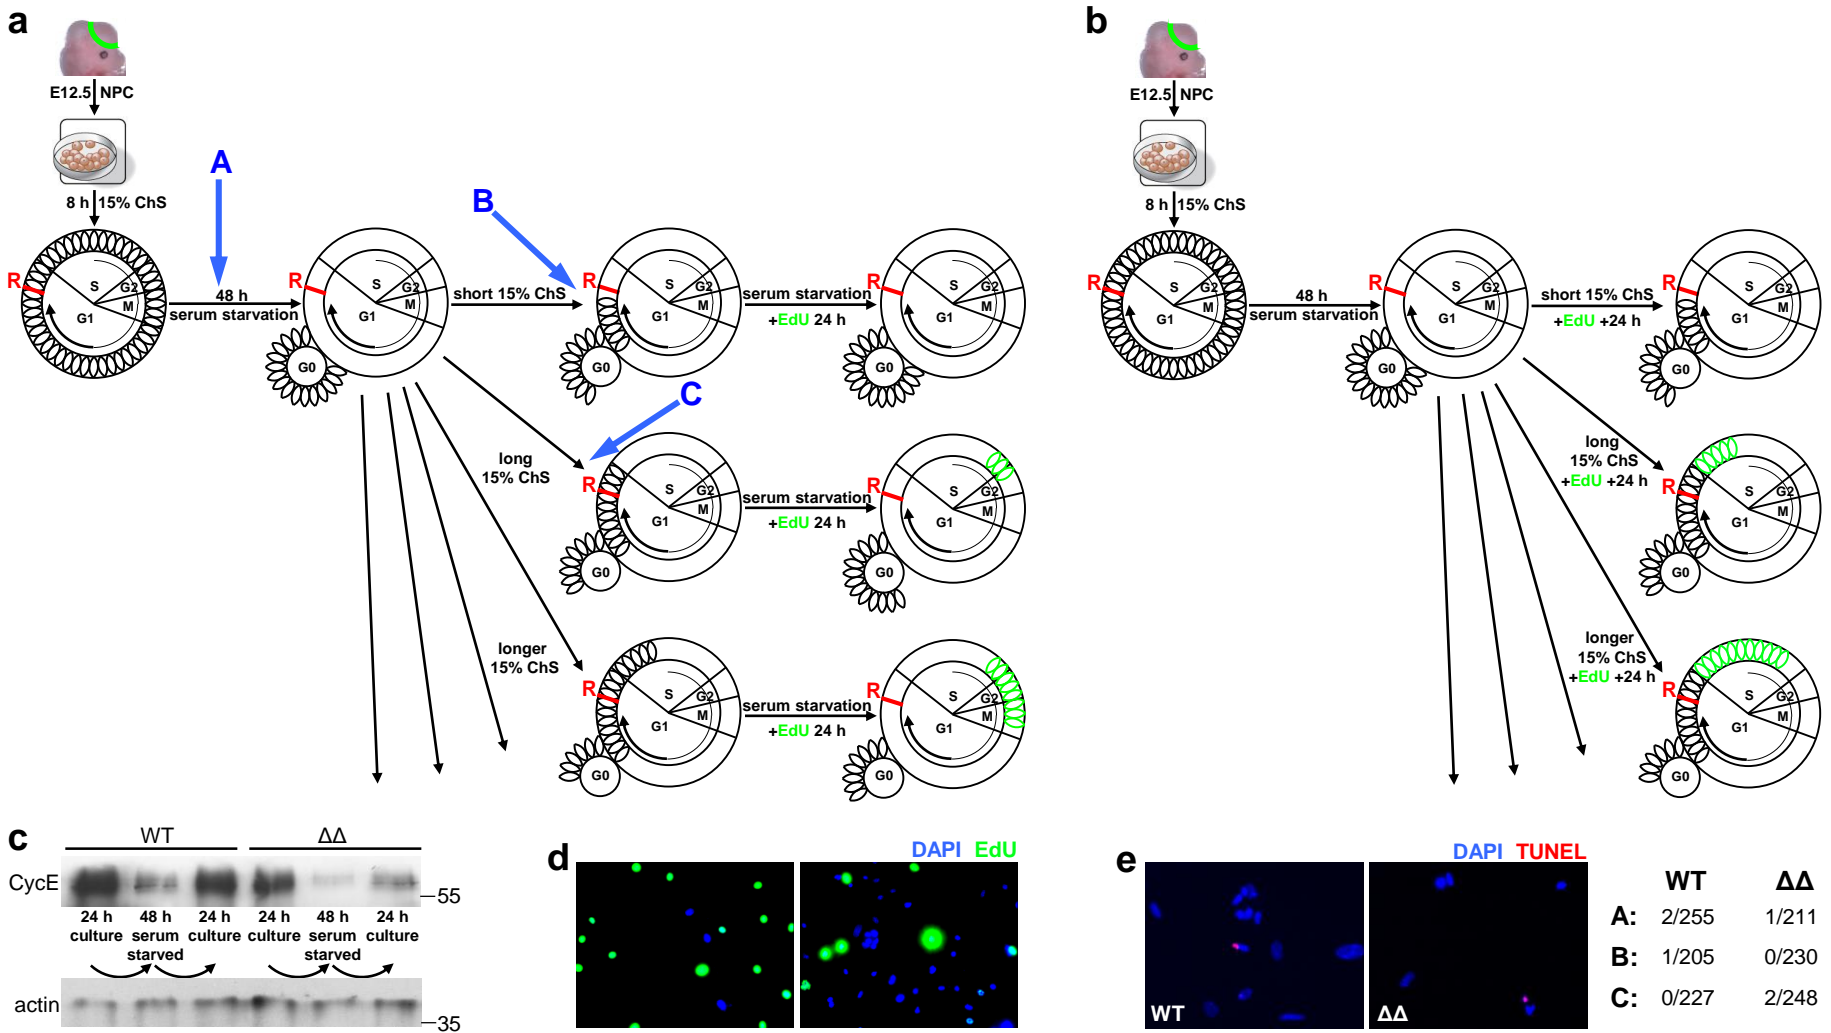 a
E12.5 NPC
8 h 15% ChS
R
S
G2
M
G1
A
48 h
serum starvation
R
S
G2
M
G1
G0
B
short 15% ChS
R
S
G2
M
G1
G0
serum starvation
+EdU 24 h
R
S
G2
M
G1
G0
C
long
15% ChS
R
S
G2
M
G1
G0
serum starvation
+EdU 24 h
R
S
G2
M
G1
G0
longer
15% ChS
R
S
G2
M
G1
G0
serum starvation
+EdU 24 h
R
S
G2
M
G1
G0
b
E12.5 NPC
8 h 15% ChS
R
S
G2
M
G1
48 h
serum starvation
R
S
G2
M
G1
G0
short 15% ChS
+EdU +24 h
R
S
G2
M
G1
G0
long
15% ChS
+EdU +24 h
R
S
G2
M
G1
G0
longer
15% ChS
+EdU +24 h
R
S
G2
M
G1
G0
c
WT ΔΔ
CycE
55
24 h 48 h 24 h 24 h 48 h 24 h
culture serum culture culture serum culture
starved starved
actin
35
d
DAPI EdU
e
DAPI TUNEL
WT
ΔΔ
WT ΔΔ
A: 2/255 1/211
B: 1/205 0/230
C: 0/227 2/248